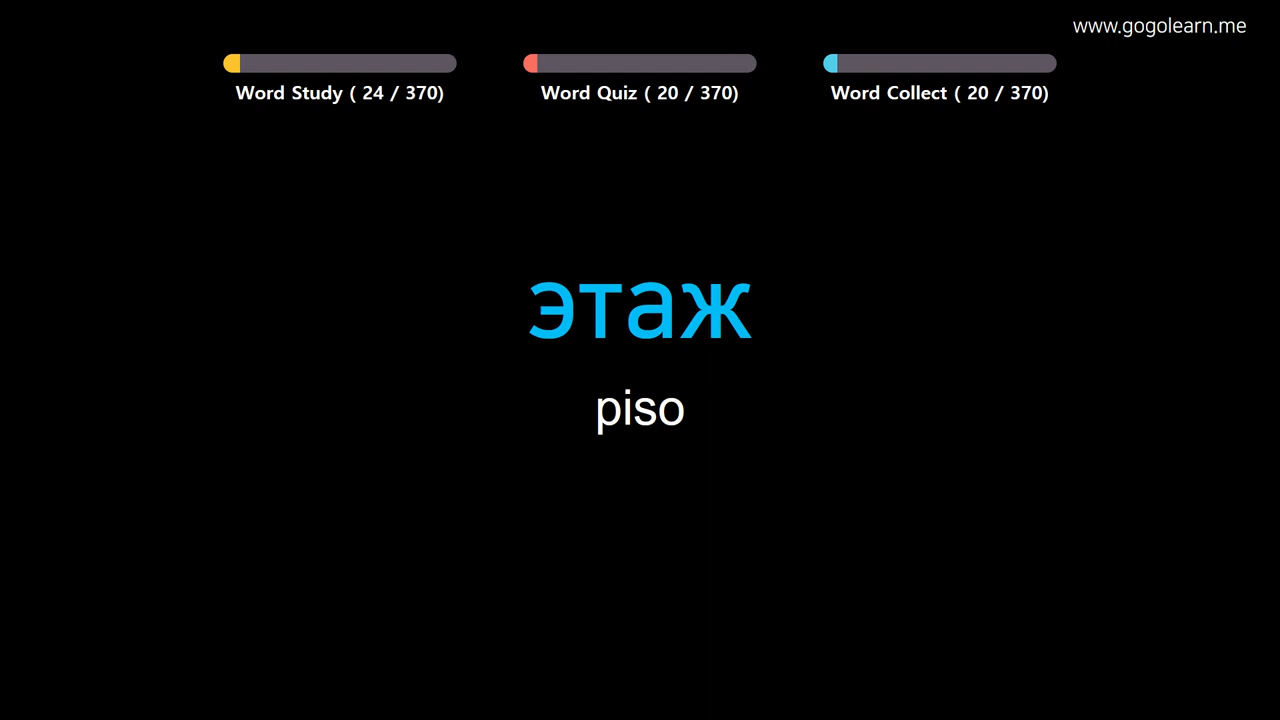 www.gogolearn.me
Word Study ( 24 / 370)
Word Quiz ( 20 / 370)
Word Collect ( 20 / 370)
этаж
piso